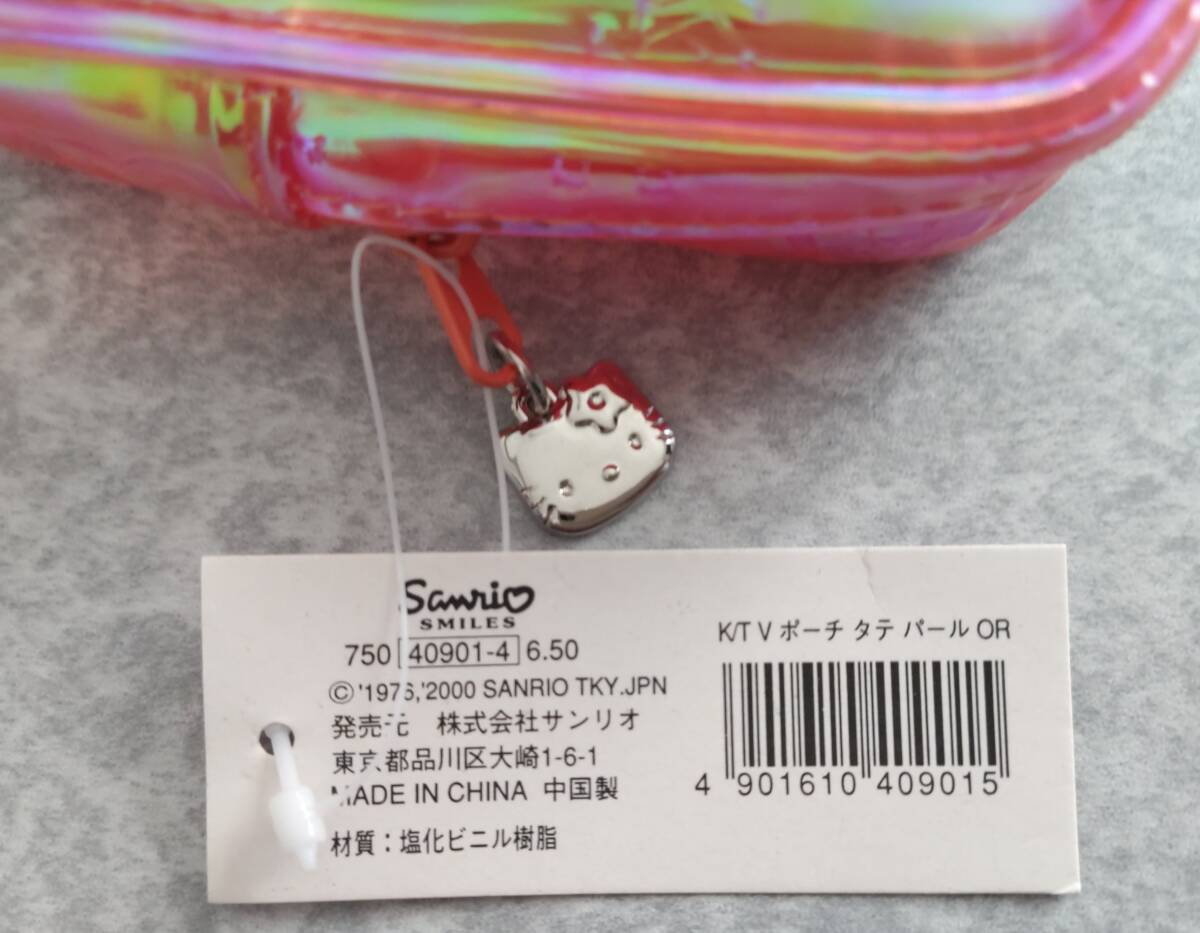 Sanrio
SMILES
750 40901-4 6.50
© '1976,'2000 SANRIO TKY.JPN
発売元 株式会社サンリオ
東京都品川区大崎1-6-1
MADE IN CHINA 中国製
材質：塩化ビニル樹脂
K/T V ポーチ タテ パール OR
4 901610 409015